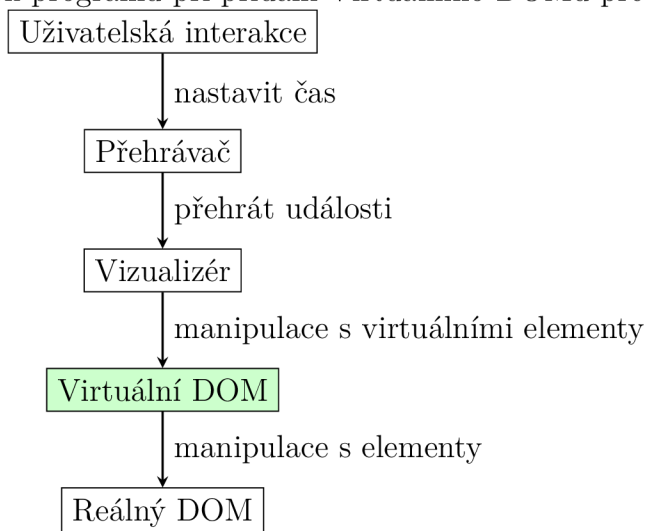 Uživatelská interakce
nastavit čas
Přehrávač
přehrát události
Vizualizér
manipulace s virtuálními elementy
Virtuální DOM
manipulace s elementy
Reálný DOM